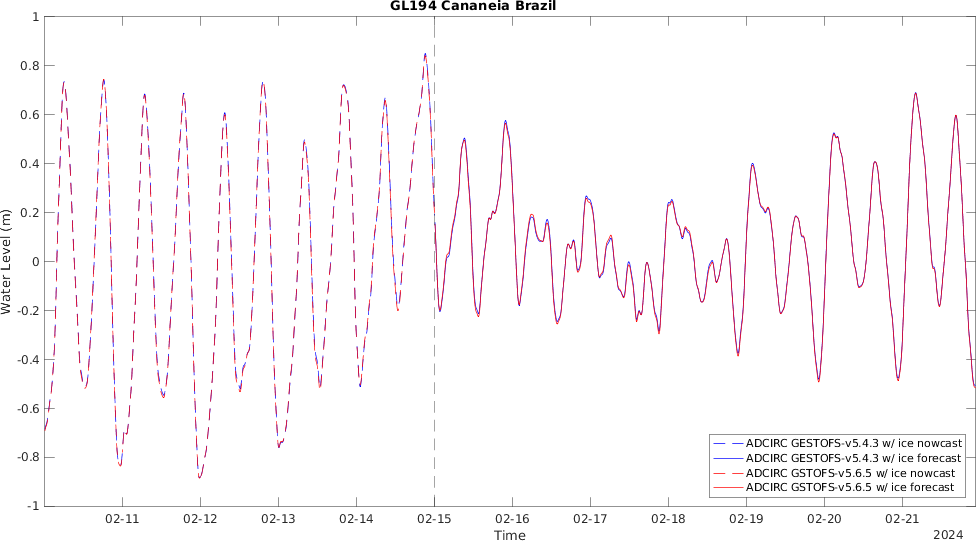 GL194 Cananeia Brazil
Water Level (m)
1
0.8
0.6
0.4
0.2
0
-0.2
-0.4
-0.6
-0.8
-1
ADCIRC GESTOFS-v5.4.3 w/ ice nowcast
ADCIRC GESTOFS-v5.4.3 w/ ice forecast
ADCIRC GSTOFS-v5.6.5 w/ ice nowcast
ADCIRC GSTOFS-v5.6.5 w/ ice forecast
02-11 02-12 02-13 02-14 02-15 02-16 02-17 02-18 02-19 02-20 02-21
Time
2024